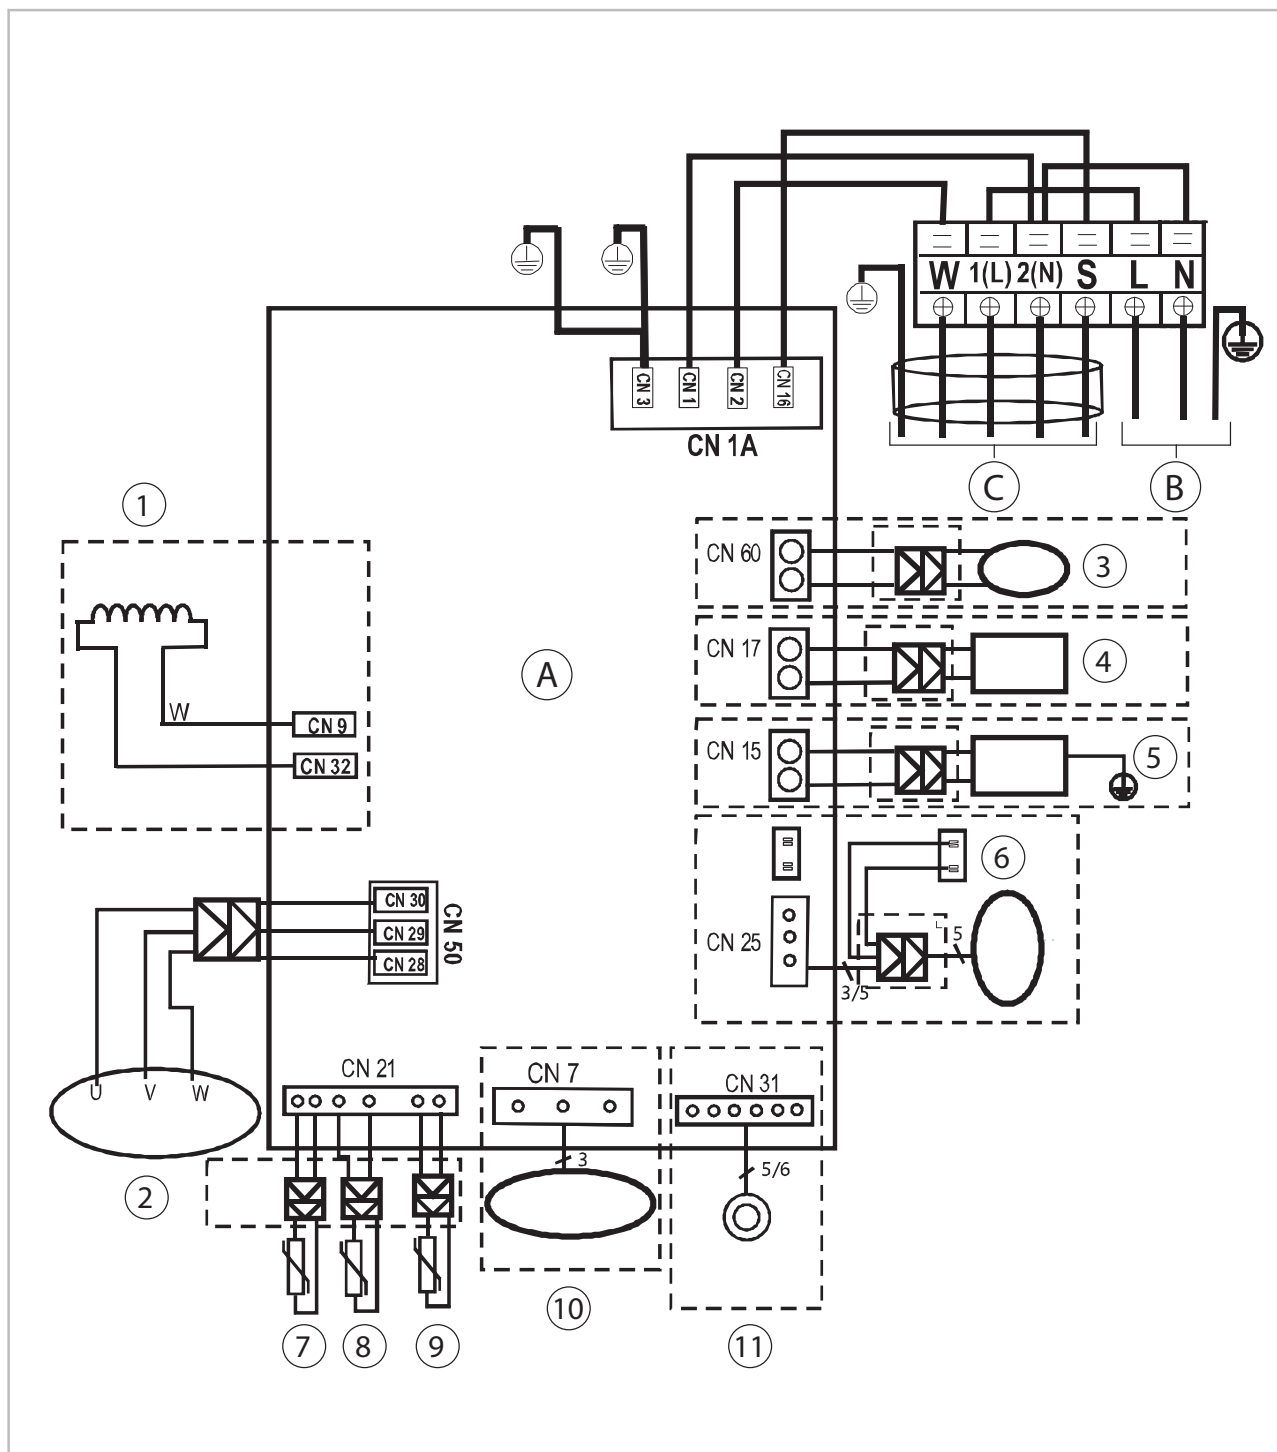 W 1(L) 2(N) S L N
CN 3
CN 1
CN 2
CN 16
CN 1A
C
B
1
W
CN 9
CN 32
A
CN 60
3
CN 17
4
CN 15
5
6
CN 25
5
3/5
CN 30
CN 29
CN 28
CN 50
U V W
2
CN 21
CN 7
3
CN 31
5/6
7
8
9
10
11